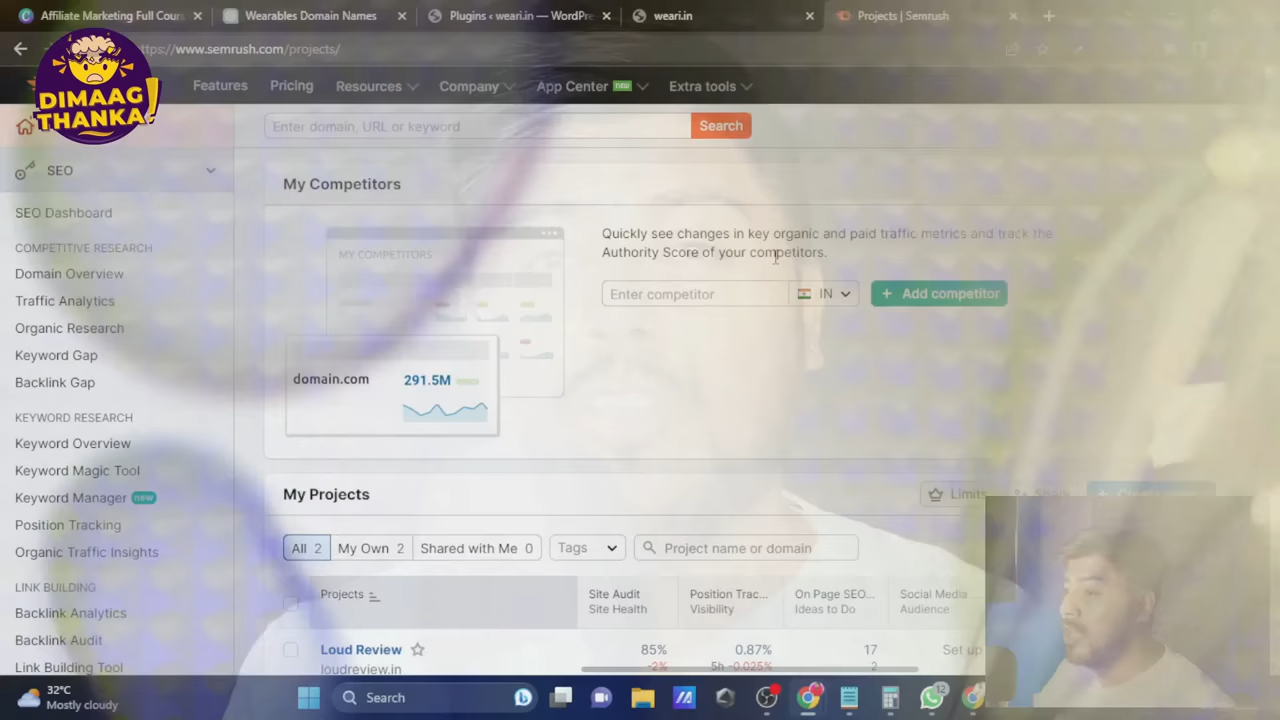 Affiliate Marketing Full Cours
Wearables Domain Names
Plugins ‹ weari.in — WordPre
weari.in
Projects | Semrush
https://www.semrush.com/projects/
DIMAAG
THANKA!
Features
Pricing
Resources
Company
App Center new
Extra tools
Enter domain, URL or keyword
Search
SEO
SEO Dashboard
COMPETITIVE RESEARCH
Domain Overview
Traffic Analytics
Organic Research
Keyword Gap
Backlink Gap
KEYWORD RESEARCH
Keyword Overview
Keyword Magic Tool
Keyword Manager new
Position Tracking
Organic Traffic Insights
LINK BUILDING
Backlink Analytics
Backlink Audit
Link Building Tool
My Competitors
MY COMPETITORS
domain.com 291.5M
Quickly see changes in key organic and paid traffic metrics and track the
Authority Score of your competitors.
Enter competitor
IN
+ Add competitor
My Projects
Limits
All 2
My Own 2
Shared with Me 0
Tags
Project name or domain
Projects
Site Audit
Site Health
Position Trac...
Visibility
On Page SEO...
Ideas to Do
Social Media
Audience
Loud Review
loudreview.in
85%
-2%
0.87%
5h -0.025%
17
2
Set up
32°C
Mostly cloudy
Search
12